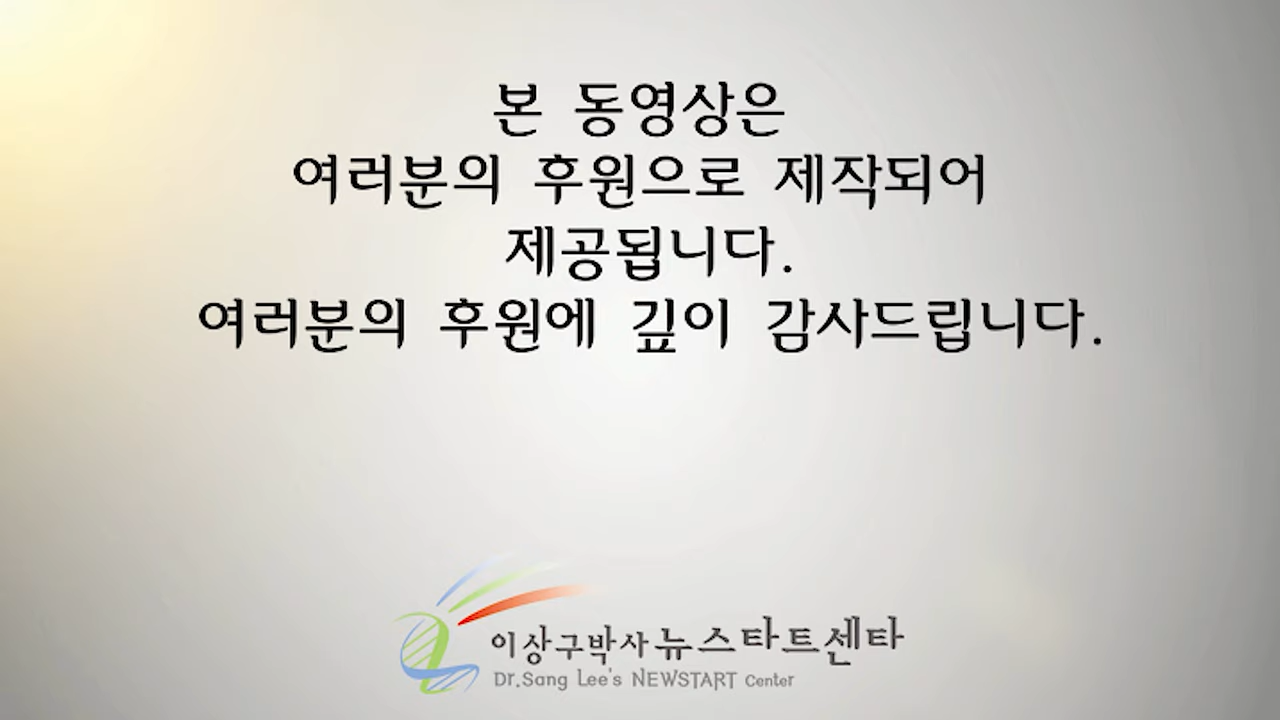 본 동영상은
여러분의 후원으로 제작되어
제공됩니다.
여러분의 후원에 깊이 감사드립니다.
이상구박사 뉴스타트센타
Dr.Sang Lee's NEWSTART Center